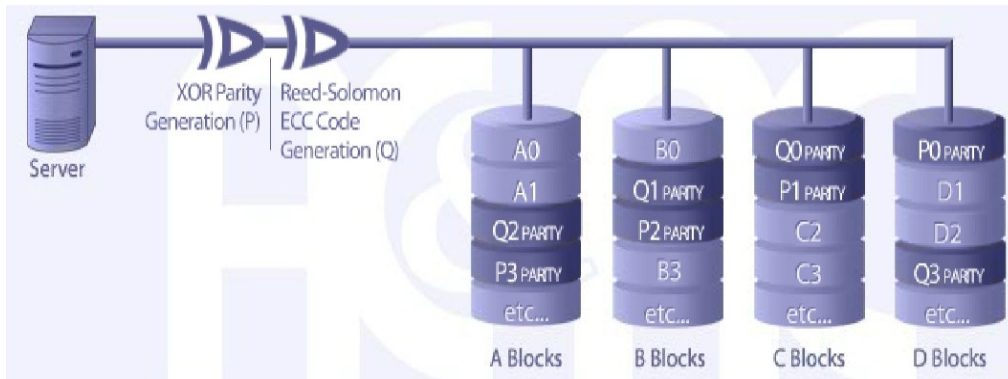 XOR Parity
Generation (P)
Reed-Solomon
ECC Code
Generation (Q)
Server
A0
B0
Q0 PARITY
P0 PARITY
A1
Q1 PARITY
P1 PARITY
D1
Q2 PARITY
P2 PARITY
C2
D2
P3 PARITY
B3
C3
Q3 PARITY
etc...
etc...
etc...
etc...
A Blocks
B Blocks
C Blocks
D Blocks